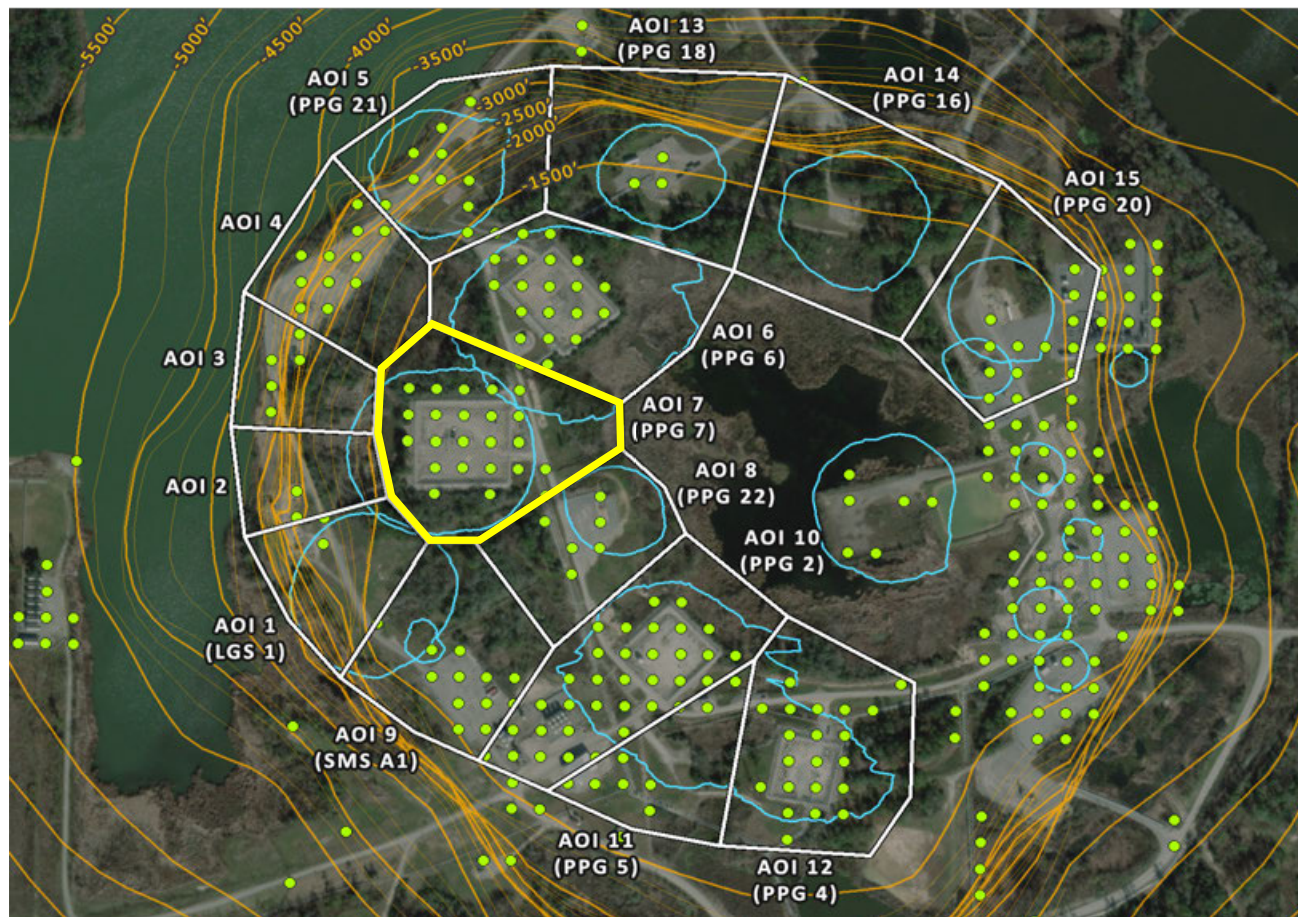 -5500'
-5000'
-4500'
-4000'
-3500'
-3000'
-2500'
-2000'
-1500'
AOI 13
(PPG 18)
AOI 5
(PPG 21)
AOI 14
(PPG 16)
AOI 15
(PPG 20)
AOI 4
AOI 3
AOI 6
(PPG 6)
AOI 7
(PPG 7)
AOI 2
AOI 8
(PPG 22)
AOI 10
(PPG 2)
AOI 1
(LGS 1)
AOI 9
(SMS A1)
AOI 11
(PPG 5)
AOI 12
(PPG 4)